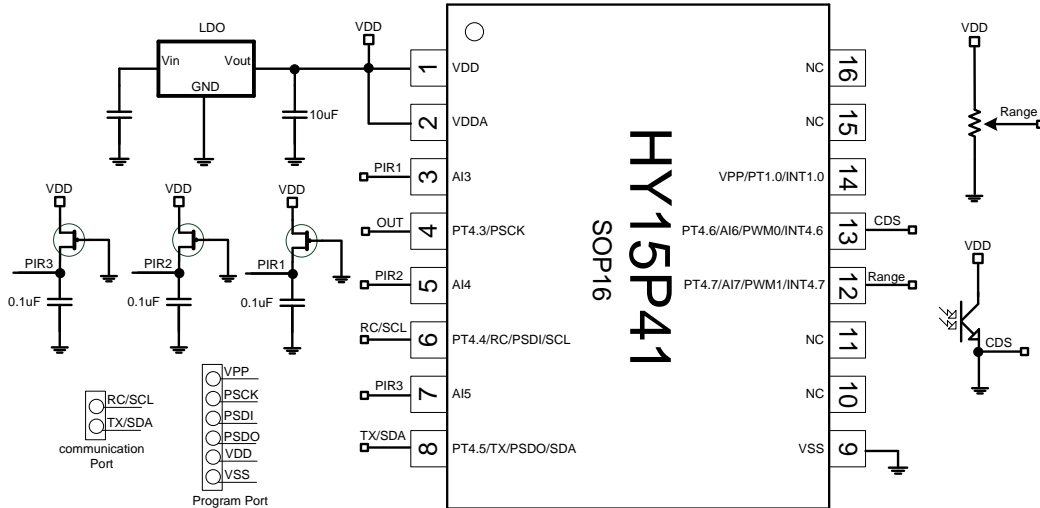 LDO
Vin
Vout
GND
10uF
VDD
VDD
PIR3
0.1uF
VDD
PIR2
0.1uF
VDD
PIR1
0.1uF
RC/SCL
TX/SDA
communication
Port
VPP
PSCK
PSDI
PSDO
VDD
VSS
Program Port
1
VDD
2
VDDA
PIR1
3
AI3
OUT
4
PT4.3/PSCK
PIR2
5
AI4
RC/SCL
6
PT4.4/RC/PSDI/SCL
PIR3
7
AI5
TX/SDA
8
PT4.5/TX/PSDO/SDA
HY15P41
SOP16
NC
16
NC
15
VPP/PT1.0/INT1.0
14
PT4.6/AI6/PWM0/INT4.6
13
CDS
PT4.7/AI7/PWM1/INT4.7
12
Range
NC
11
NC
10
VSS
9
VDD
Range
VDD
CDS